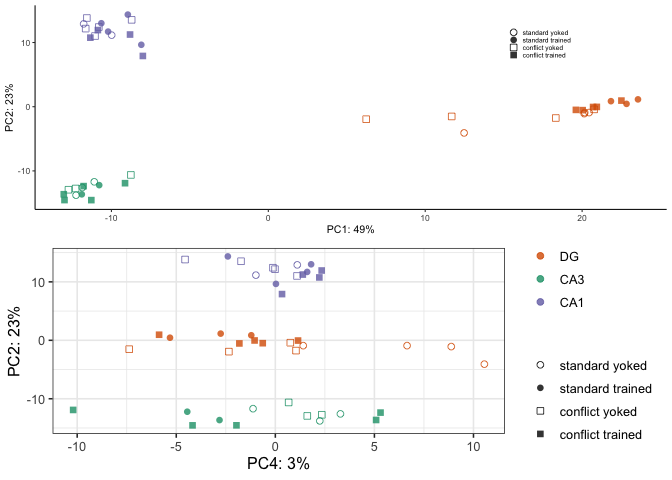 10
0
-10
PC2: 23%
standard yoked
standard trained
conflict yoked
conflict trained
-10
0
10
20
PC1: 49%
10
0
-10
PC2: 23%
-10
-5
0
5
10
PC4: 3%
DG
CA3
CA1
standard yoked
standard trained
conflict yoked
conflict trained